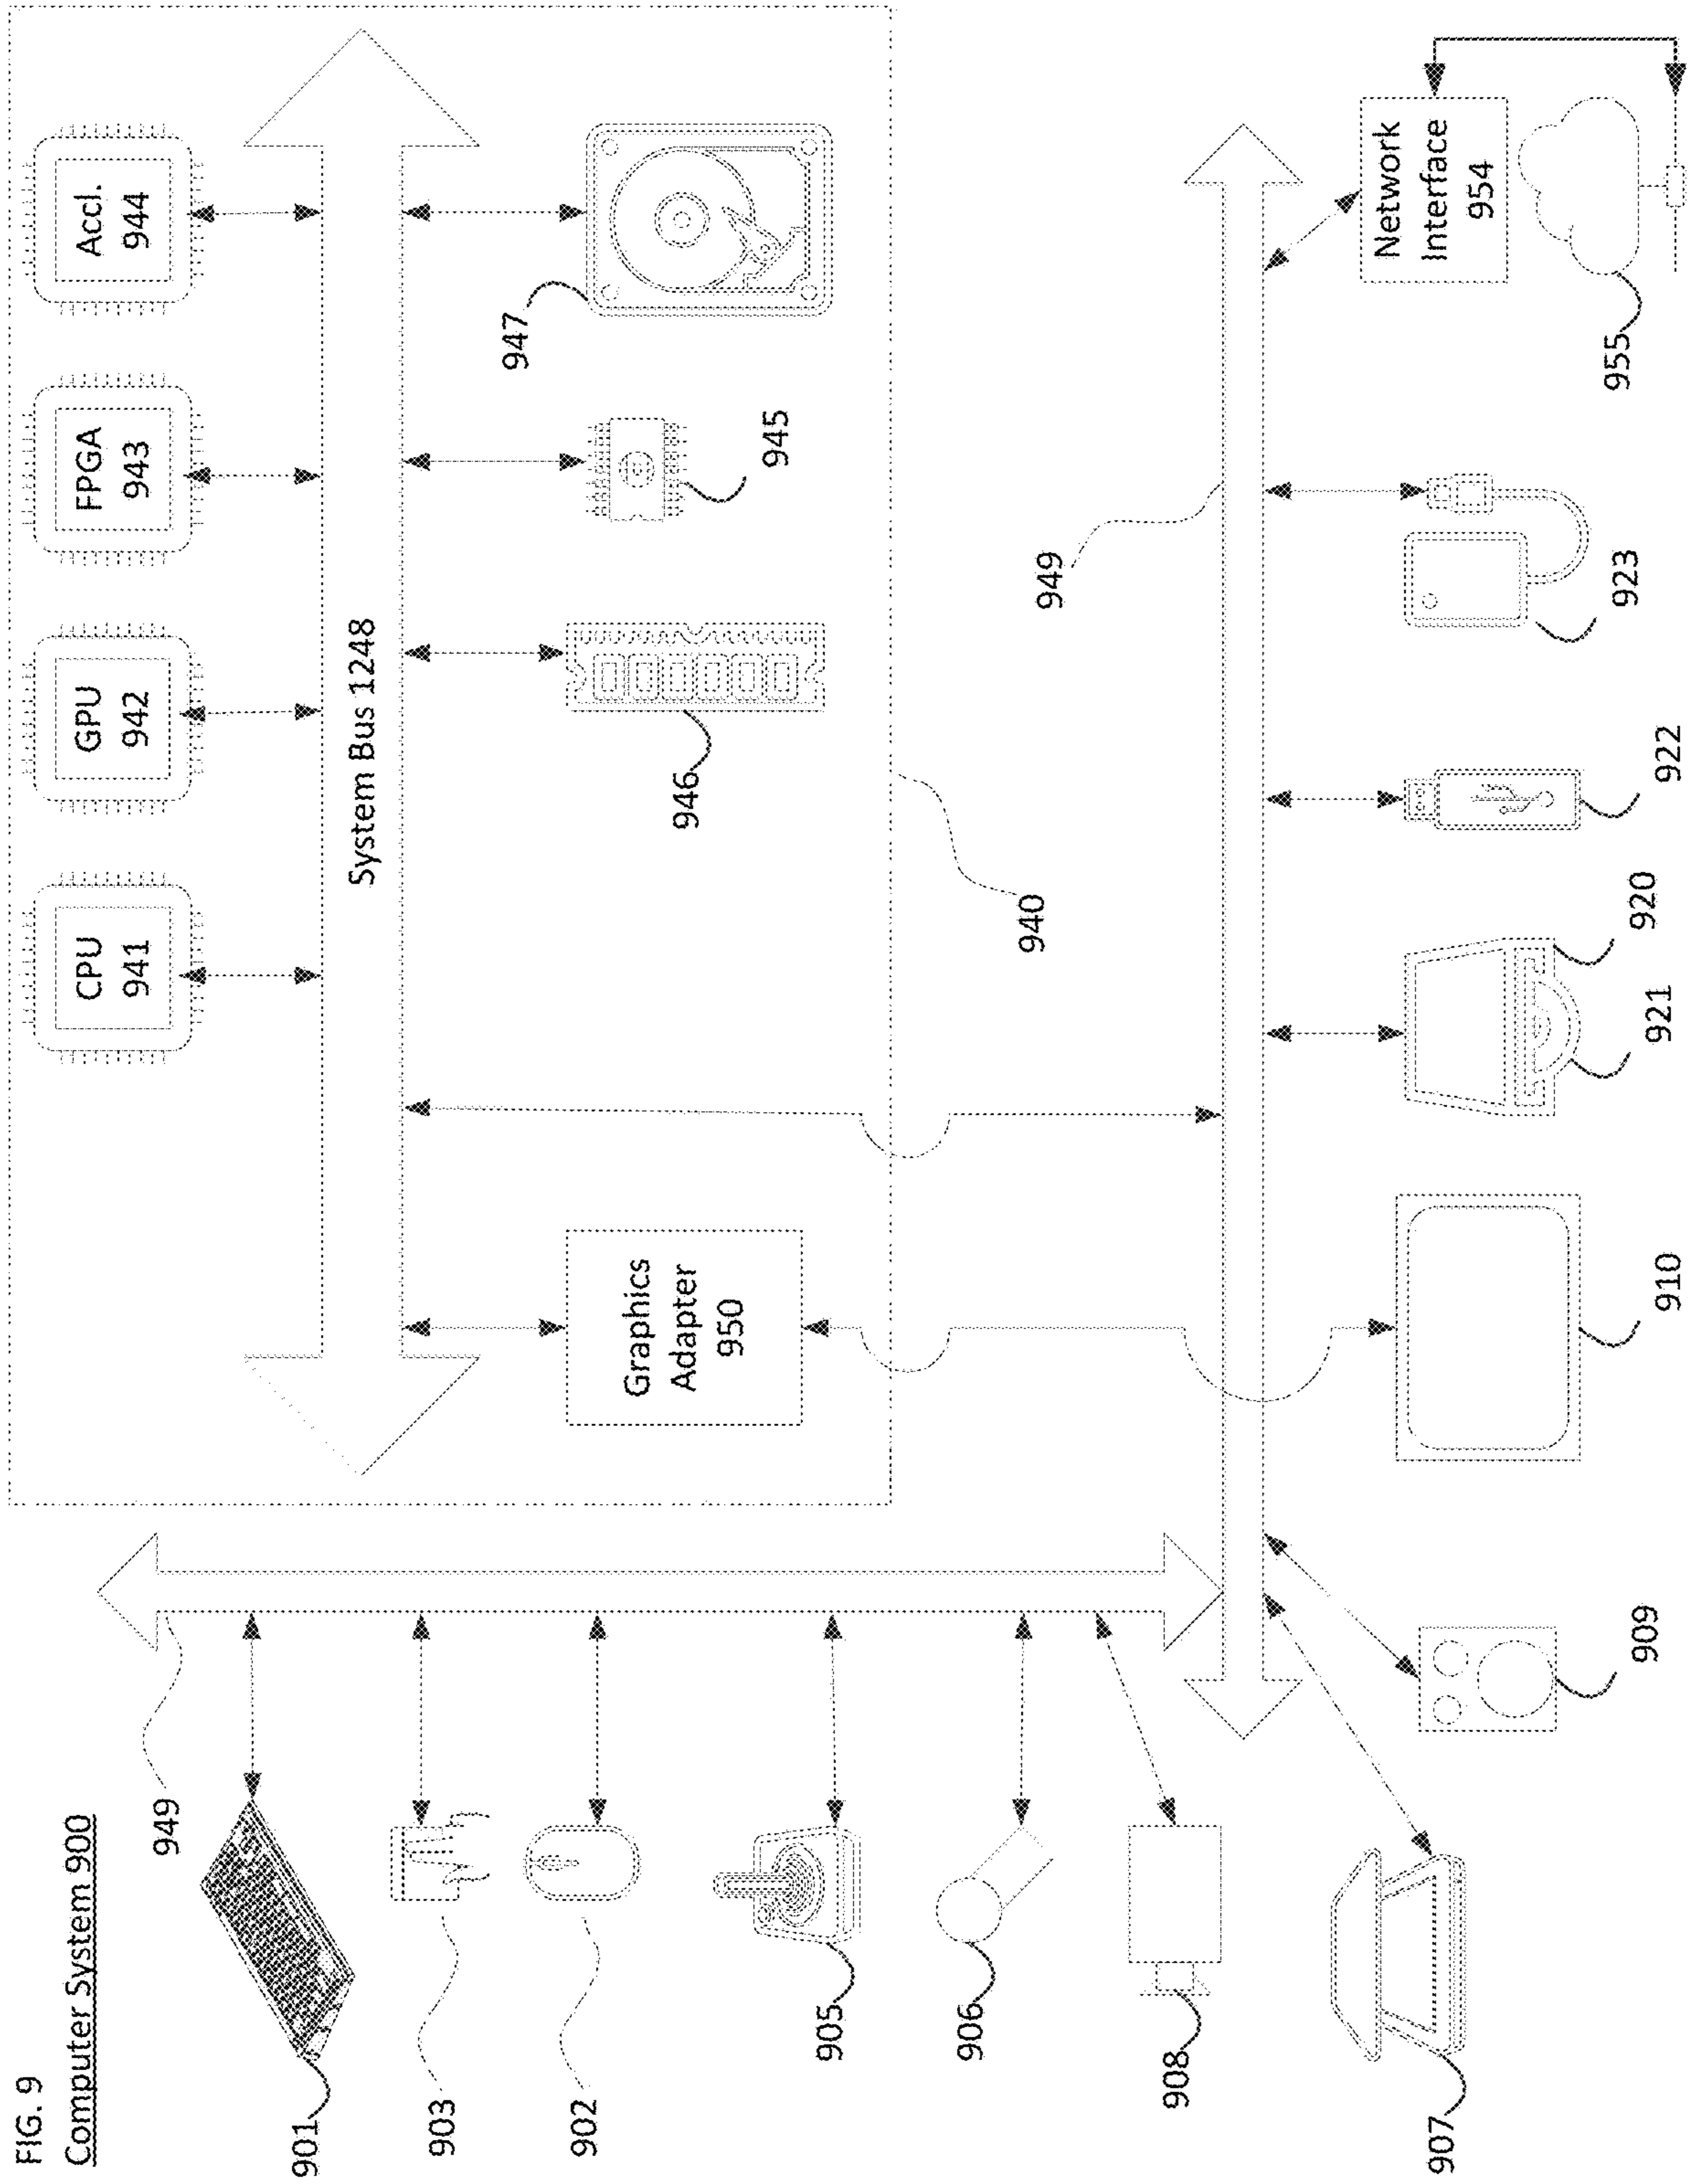 FIG. 9
Computer System 900
CPU
941
GPU
942
FPGA
943
Accl.
944
System Bus 1248
Graphics
Adapter
950
946
945
947
940
949
949
901
903
902
905
906
908
907
909
910
921
920
922
923
Network
Interface
954
955